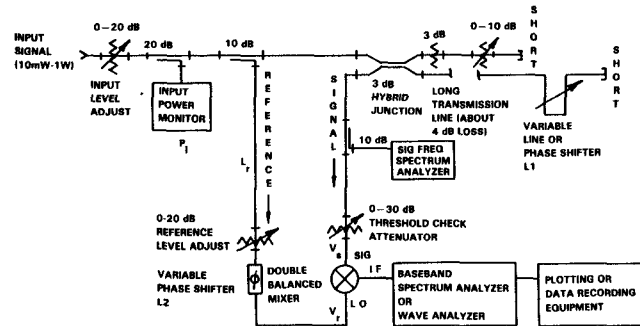 INPUT
SIGNAL
(10mW-1W)
0-20 dB
INPUT
LEVEL
ADJUST
20 dB
INPUT
POWER
MONITOR
P_i
10 dB
L_r
REFERENCE
SIGNAL
3 dB
HYBRID
JUNCTION
3 dB
0-10 dB
SHORT
SHORT
LONG
TRANSMISSION
LINE (ABOUT
4 dB LOSS)
VARIABLE
LINE OR
PHASE SHIFTER
L1
10 dB
SIG FREQ
SPECTRUM
ANALYZER
0-20 dB
REFERENCE
LEVEL ADJUST
0-30 dB
THRESHOLD CHECK
ATTENUATOR
VARIABLE
PHASE SHIFTER
L2
Φ
DOUBLE
BALANCED
MIXER
V_s
SIG
IF
LO
V_r
BASEBAND
SPECTRUM ANALYZER
OR
WAVE ANALYZER
PLOTTING OR
DATA RECORDING
EQUIPMENT